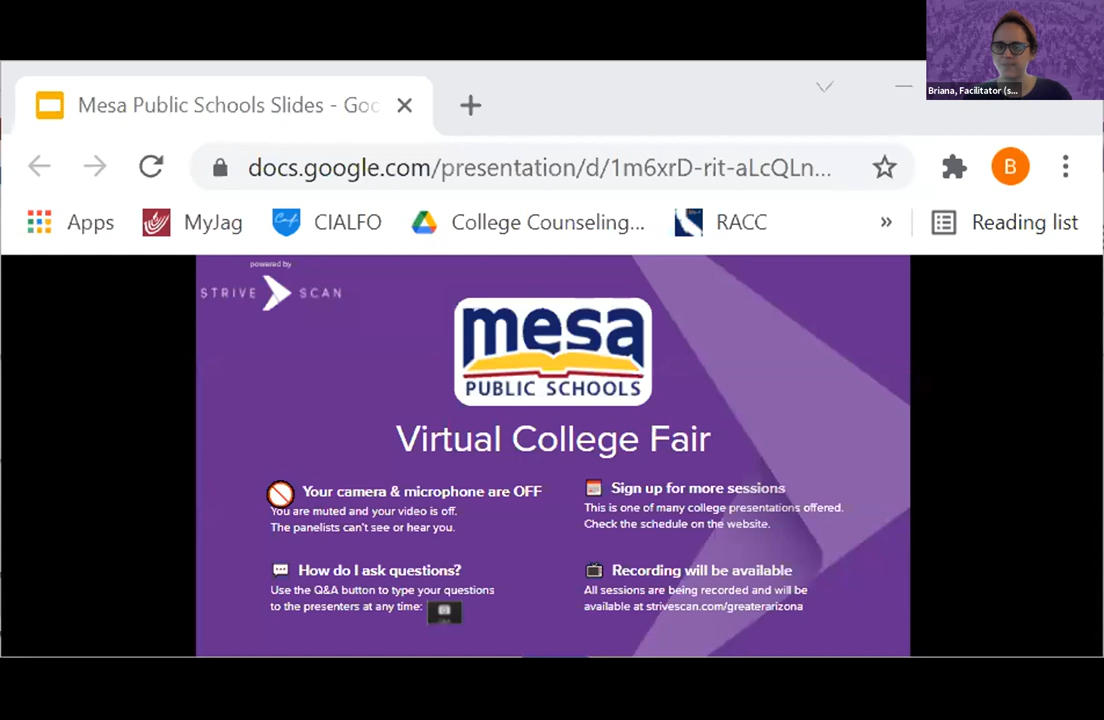 Briana, Facilitator (s...
Mesa Public Schools Slides - Goo
docs.google.com/presentation/d/1m6xrD-rit-aLcQLn...
B
Apps
MyJag
CIALFO
College Counseling...
RACC
»
Reading list
powered by
STRIVE SCAN
mesa
PUBLIC SCHOOLS
Virtual College Fair
Your camera & microphone are OFF
You are muted and your video is off.
The panelists can't see or hear you.
Sign up for more sessions
This is one of many college presentations offered.
Check the schedule on the website.
How do I ask questions?
Use the Q&A button to type your questions
to the presenters at any time:
Recording will be available
All sessions are being recorded and will be
available at strivescan.com/greaterarizona